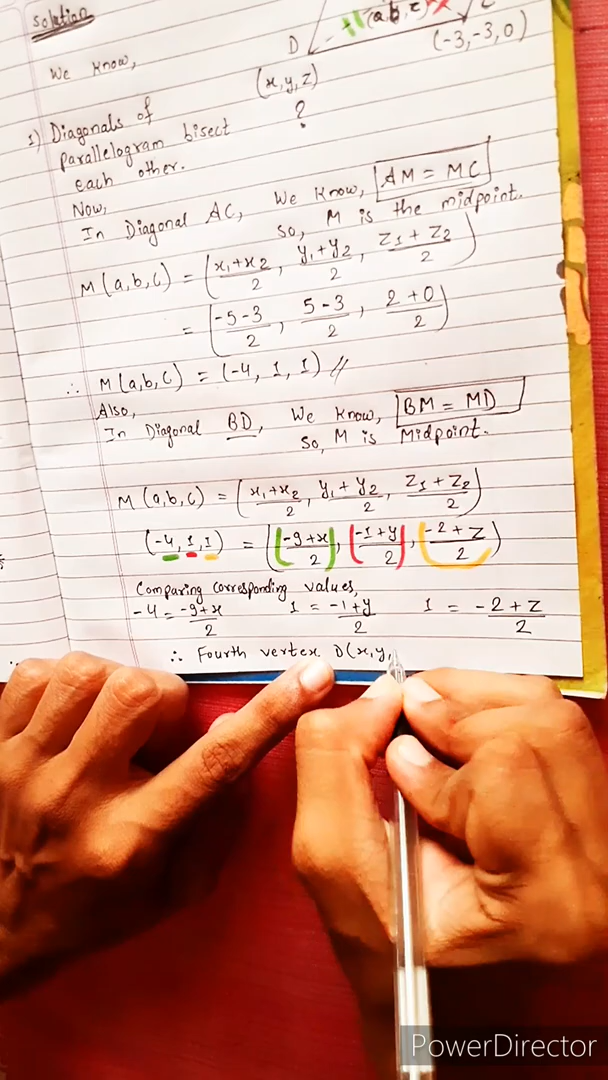 Solution
(a,b,c)
C
D
(-3,-3,0)
We know,
(x,y,z)
?
1) Diagonals of
parallelogram bisect
each other.
Now,
In Diagonal AC, We know, AM = MC
so, M is the midpoint.
M(a,b,c) = (x₁+x₂/2, y₁+y₂/2, z₁+z₂/2)
= (-5-3/2, 5-3/2, 2+0/2)
∴ M(a,b,c) = (-4, 1, 1) //
Also,
In Diagonal BD, We know, BM = MD
so, M is Midpoint.
M(a,b,c) = (x₁+x₂/2, y₁+y₂/2, z₁+z₂/2)
(-4,1,1) = (-9+x/2, -1+y/2, -2+z/2)
Comparing corresponding values,
-4 = -9+x/2 1 = -1+y/2 1 = -2+z/2
∴ Fourth vertex D(x,y,
PowerDirector